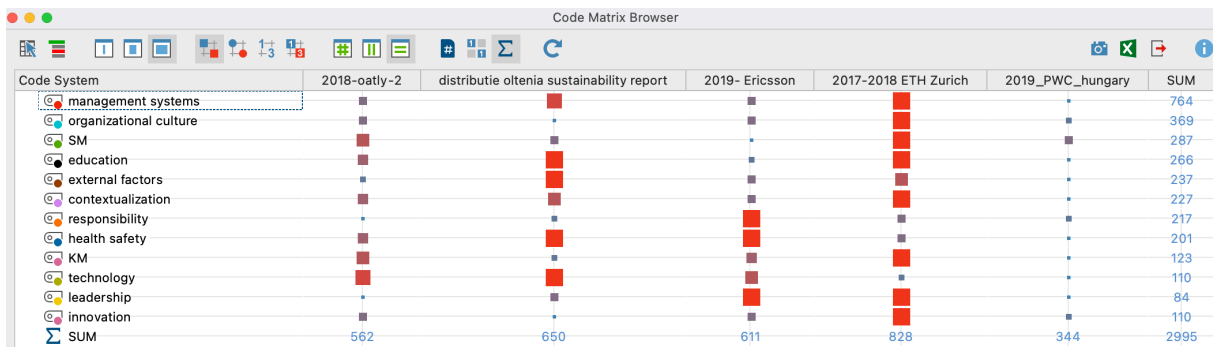 Code Matrix Browser
Code System 2018-oatly-2 distributie oltenia sustainability report 2019- Ericsson 2017-2018 ETH Zurich 2019_PWC_hungary SUM
management systems 764
organizational culture 369
SM 287
education 266
external factors 237
contextualization 227
responsibility 217
health safety 201
KM 123
technology 110
leadership 84
innovation 110
Σ SUM 562 650 611 828 344 2995